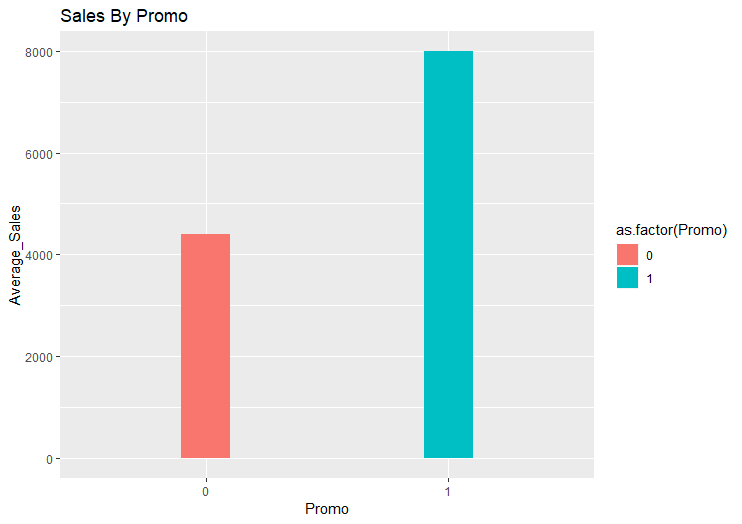 Sales By Promo
8000
6000
4000
2000
0
Average_Sales
0
1
Promo
as.factor(Promo)
0
1